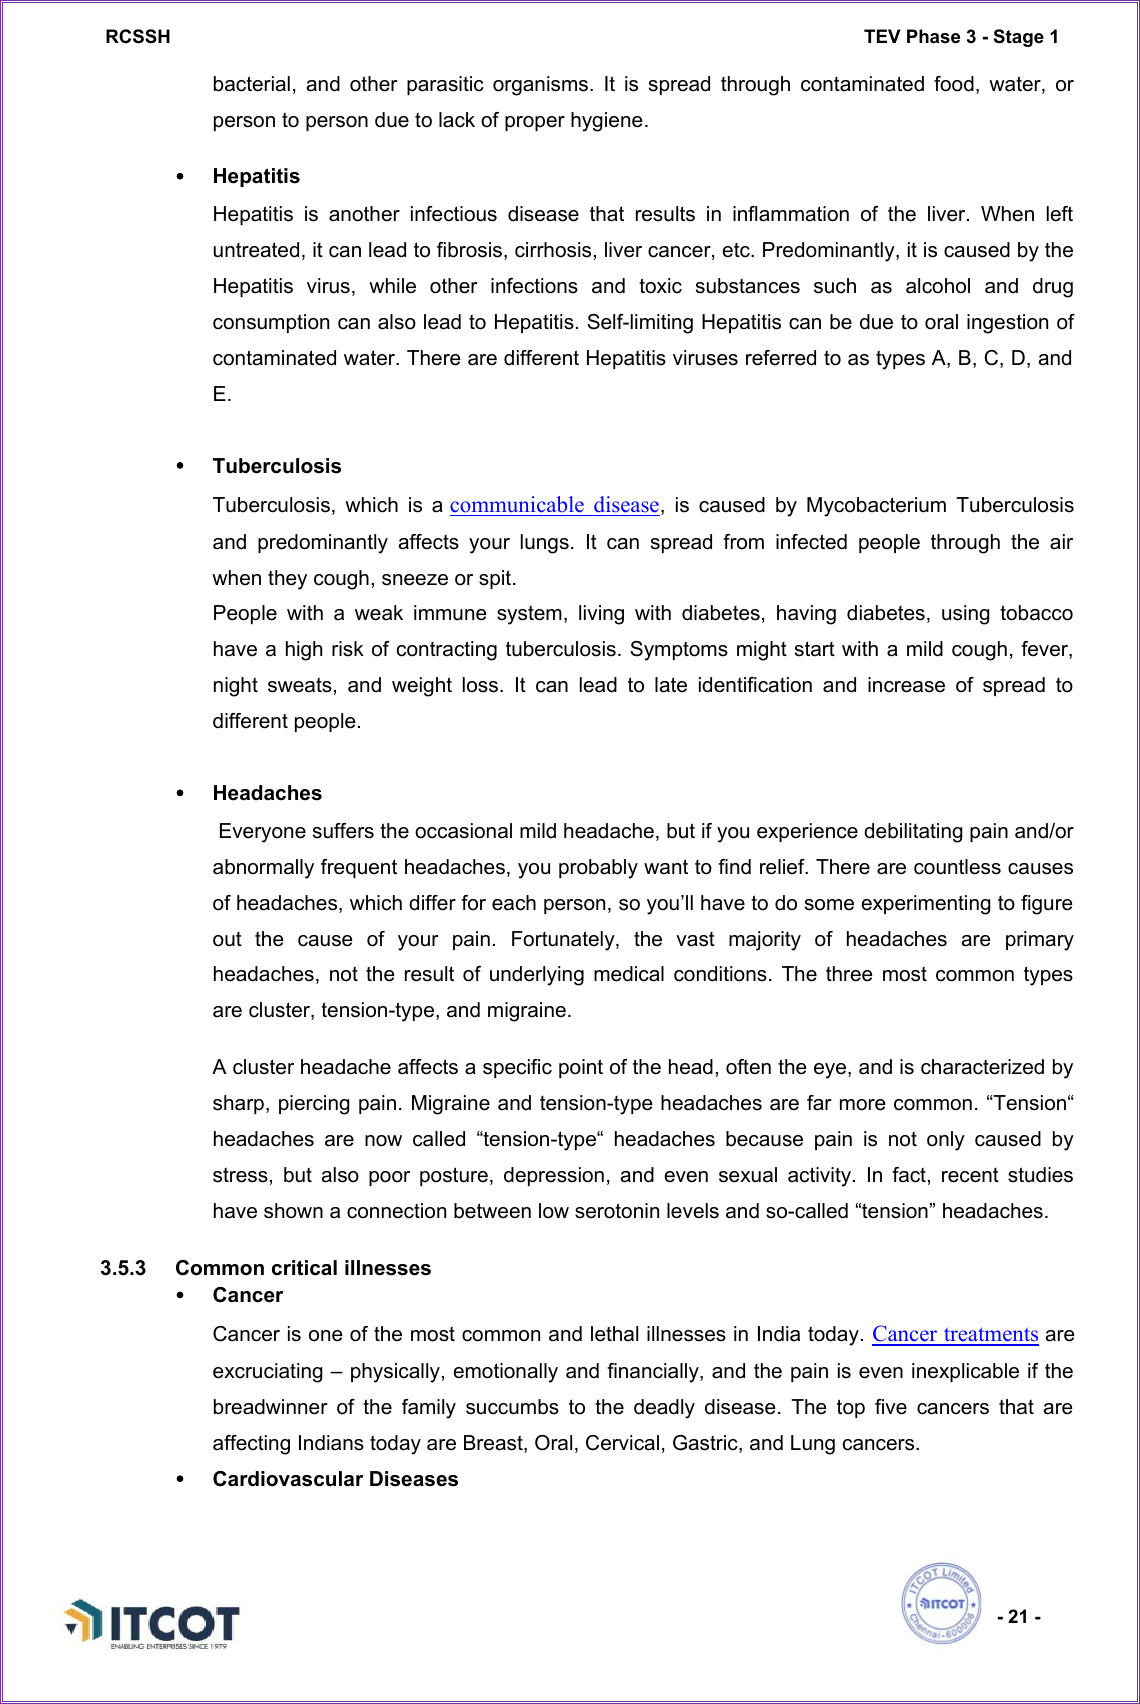 RCSSH TEV Phase 3 - Stage 1
bacterial, and other parasitic organisms. It is spread through contaminated food, water, or
person to person due to lack of proper hygiene.
• Hepatitis
Hepatitis is another infectious disease that results in inflammation of the liver. When left
untreated, it can lead to fibrosis, cirrhosis, liver cancer, etc. Predominantly, it is caused by the
Hepatitis virus, while other infections and toxic substances such as alcohol and drug
consumption can also lead to Hepatitis. Self-limiting Hepatitis can be due to oral ingestion of
contaminated water. There are different Hepatitis viruses referred to as types A, B, C, D, and
E.
• Tuberculosis
Tuberculosis, which is a communicable disease, is caused by Mycobacterium Tuberculosis
and predominantly affects your lungs. It can spread from infected people through the air
when they cough, sneeze or spit.
People with a weak immune system, living with diabetes, having diabetes, using tobacco
have a high risk of contracting tuberculosis. Symptoms might start with a mild cough, fever,
night sweats, and weight loss. It can lead to late identification and increase of spread to
different people.
• Headaches
Everyone suffers the occasional mild headache, but if you experience debilitating pain and/or
abnormally frequent headaches, you probably want to find relief. There are countless causes
of headaches, which differ for each person, so you’ll have to do some experimenting to figure
out the cause of your pain. Fortunately, the vast majority of headaches are primary
headaches, not the result of underlying medical conditions. The three most common types
are cluster, tension-type, and migraine.
A cluster headache affects a specific point of the head, often the eye, and is characterized by
sharp, piercing pain. Migraine and tension-type headaches are far more common. “Tension“
headaches are now called “tension-type“ headaches because pain is not only caused by
stress, but also poor posture, depression, and even sexual activity. In fact, recent studies
have shown a connection between low serotonin levels and so-called “tension” headaches.
3.5.3 Common critical illnesses
• Cancer
Cancer is one of the most common and lethal illnesses in India today. Cancer treatments are
excruciating – physically, emotionally and financially, and the pain is even inexplicable if the
breadwinner of the family succumbs to the deadly disease. The top five cancers that are
affecting Indians today are Breast, Oral, Cervical, Gastric, and Lung cancers.
• Cardiovascular Diseases
ITCOT
ENABLING ENTERPRISES SINCE 1979
ITCOT Limited
ITCOT
Chennai-600006
- 21 -